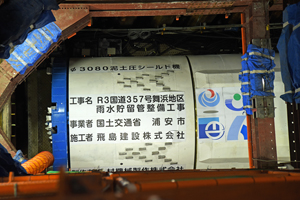 φ3080泥土圧シールド機
工事名 R3国道357号舞浜地区
雨水貯留管整備工事
事業者 国土交通省 浦安市
施工者 飛島建設株式会社